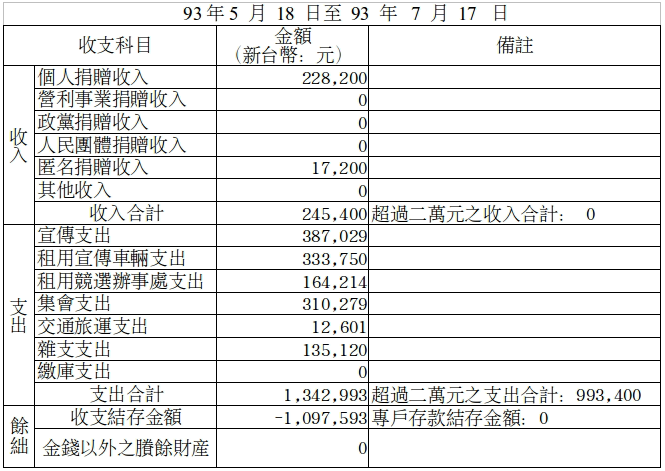 93年5 月 18 日至 93 年 7 月 17 日
收支科目 金額 備註
(新台幣: 元)
收入
個人捐贈收入 228,200
營利事業捐贈收入 0
政黨捐贈收入 0
人民團體捐贈收入 0
匿名捐贈收入 17,200
其他收入 0
收入合計 245,400 超過二萬元之收入合計: 0
支出
宣傳支出 387,029
租用宣傳車輛支出 333,750
租用競選辦事處支出 164,214
集會支出 310,279
交通旅運支出 12,601
雜支支出 135,120
繳庫支出 0
支出合計 1,342,993 超過二萬元之支出合計: 993,400
餘絀
收支結存金額 -1,097,593 專戶存款結存金額: 0
金錢以外之賸餘財産 0